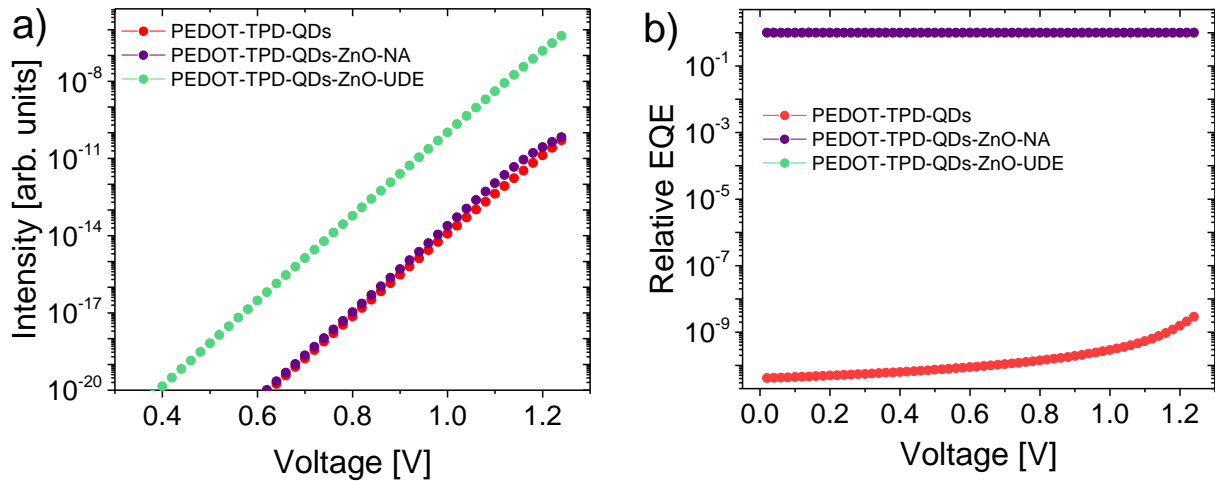 a)
PEDOT-TPD-QDs
PEDOT-TPD-QDs-ZnO-NA
PEDOT-TPD-QDs-ZnO-UDE
Intensity [arb. units]
10^-8
10^-11
10^-14
10^-17
10^-20
0.4 0.6 0.8 1.0 1.2
Voltage [V]
b)
PEDOT-TPD-QDs
PEDOT-TPD-QDs-ZnO-NA
PEDOT-TPD-QDs-ZnO-UDE
Relative EQE
10^-1
10^-3
10^-5
10^-7
10^-9
0.0 0.2 0.4 0.6 0.8 1.0 1.2
Voltage [V]